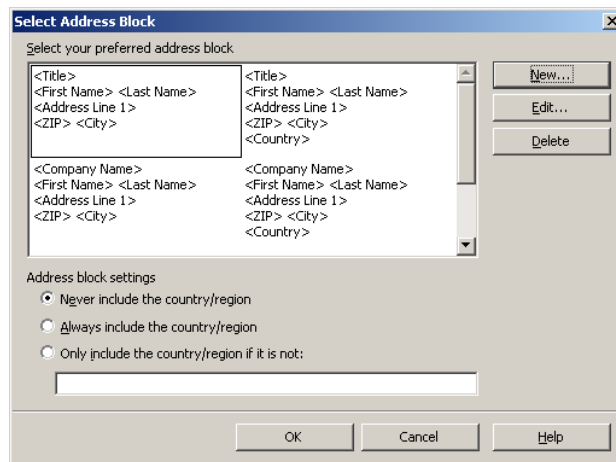 Select Address Block
Select your preferred address block
<Title>
<First Name> <Last Name>
<Address Line 1>
<ZIP> <City>
<Title>
<First Name> <Last Name>
<Address Line 1>
<ZIP> <City>
<Country>
<Company Name>
<First Name> <Last Name>
<Address Line 1>
<ZIP> <City>
<Company Name>
<First Name> <Last Name>
<Address Line 1>
<ZIP> <City>
<Country>
New...
Edit...
Delete
Address block settings
Never include the country/region
Always include the country/region
Only include the country/region if it is not:
OK
Cancel
Help